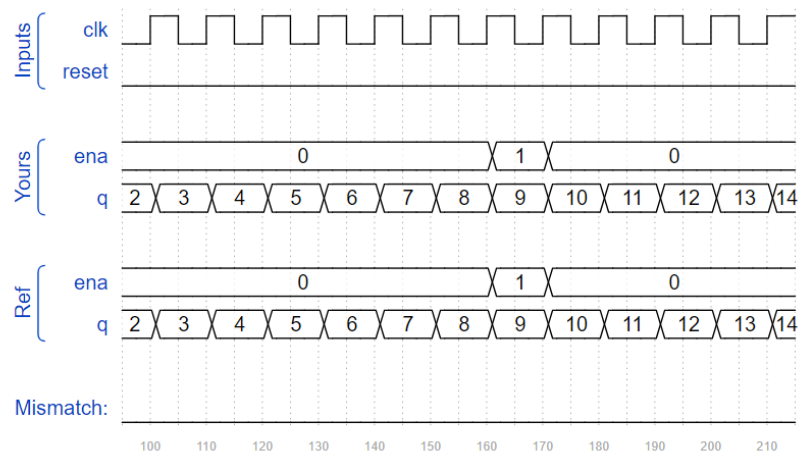 Inputs
clk
reset
Yours
ena 0 1 0
q 2 3 4 5 6 7 8 9 10 11 12 13 14
Ref
ena 0 1 0
q 2 3 4 5 6 7 8 9 10 11 12 13 14
Mismatch:
100 110 120 130 140 150 160 170 180 190 200 210